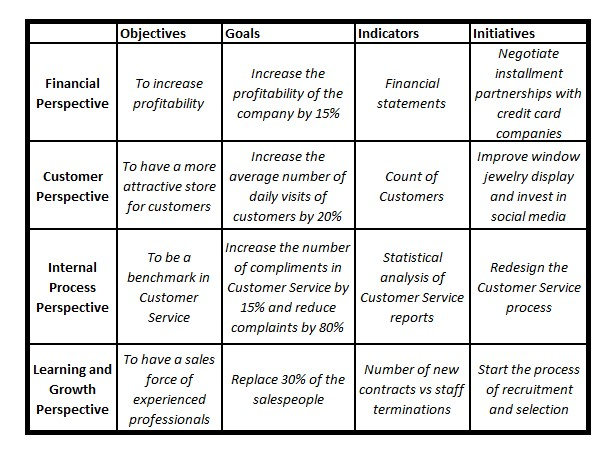 Objectives Goals Indicators Initiatives
Financial
Perspective
To increase
profitability
Increase the
profitability of the
company by 15%
Financial
statements
Negotiate
installment
partnerships with
credit card
companies
Customer
Perspective
To have a more
attractive store
for customers
Increase the
average number of
daily visits of
customers by 20%
Count of
Customers
Improve window
jewelry display
and invest in
social media
Internal
Process
Perspective
To be a
benchmark in
Customer
Service
Increase the number
of compliments in
Customer Service by
15% and reduce
complaints by 80%
Statistical
analysis of
Customer Service
reports
Redesign the
Customer Service
process
Learning and
Growth
Perspective
To have a sales
force of
experienced
professionals
Replace 30% of the
salespeople
Number of new
contracts vs staff
terminations
Start the process
of recruitment
and selection